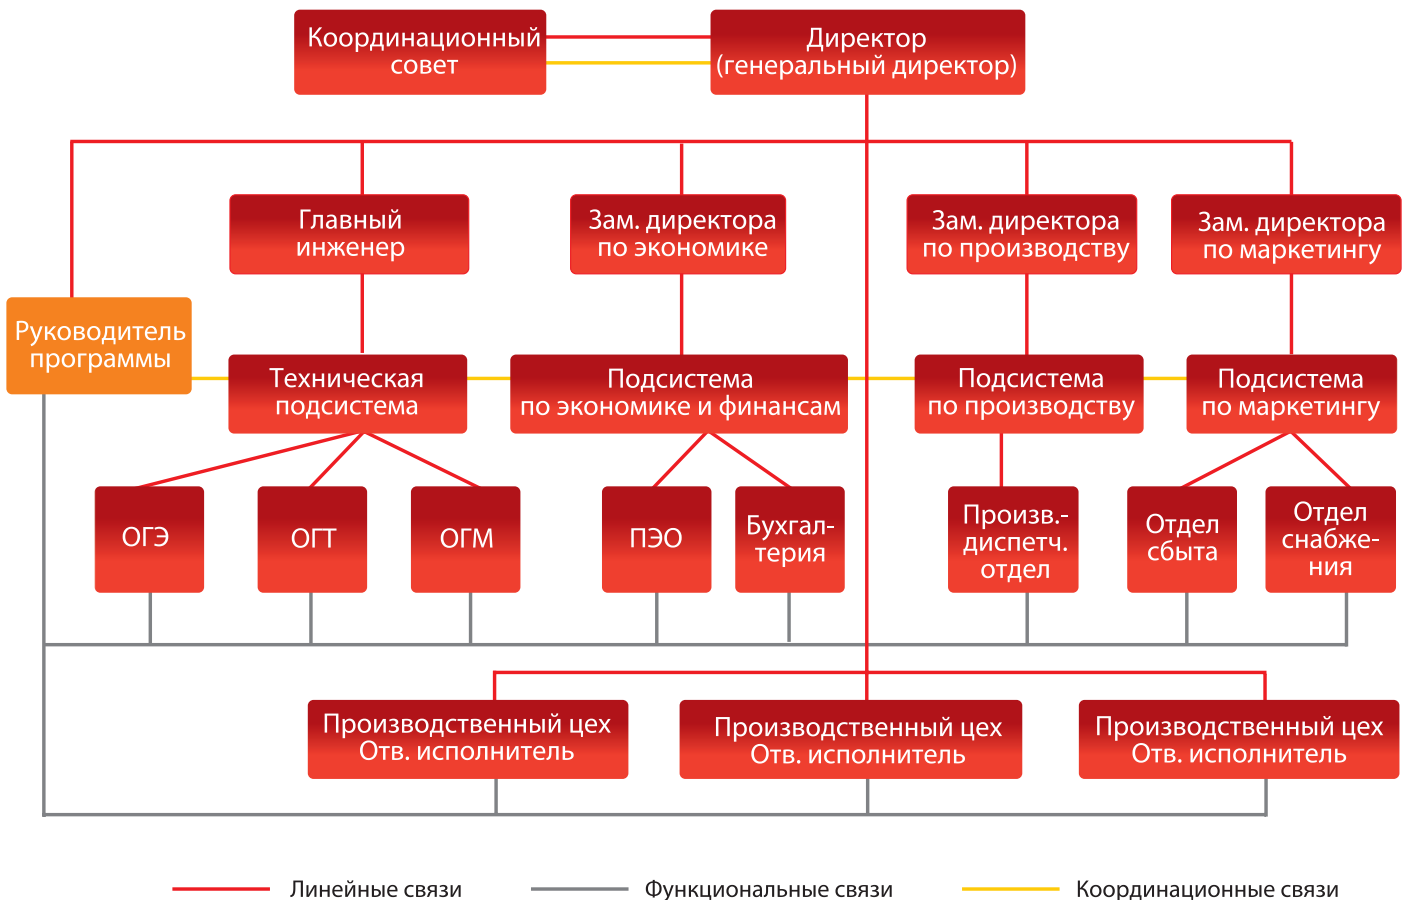 Координационный
совет
Директор
(генеральный директор)
Главный
инженер
Зам. директора
по экономике
Зам. директора
по производству
Зам. директора
по маркетингу
Руководитель
программы
Техническая
подсистема
Подсистема
по экономике и финансам
Подсистема
по производству
Подсистема
по маркетингу
ОГЭ
ОГТ
ОГМ
ПЭО
Бухгал-
терия
Произв.-
диспетч.
отдел
Отдел
сбыта
Отдел
снабже-
ния
Производственный цех
Отв. исполнитель
Производственный цех
Отв. исполнитель
Производственный цех
Отв. исполнитель
Линейные связи
Функциональные связи
Координационные связи